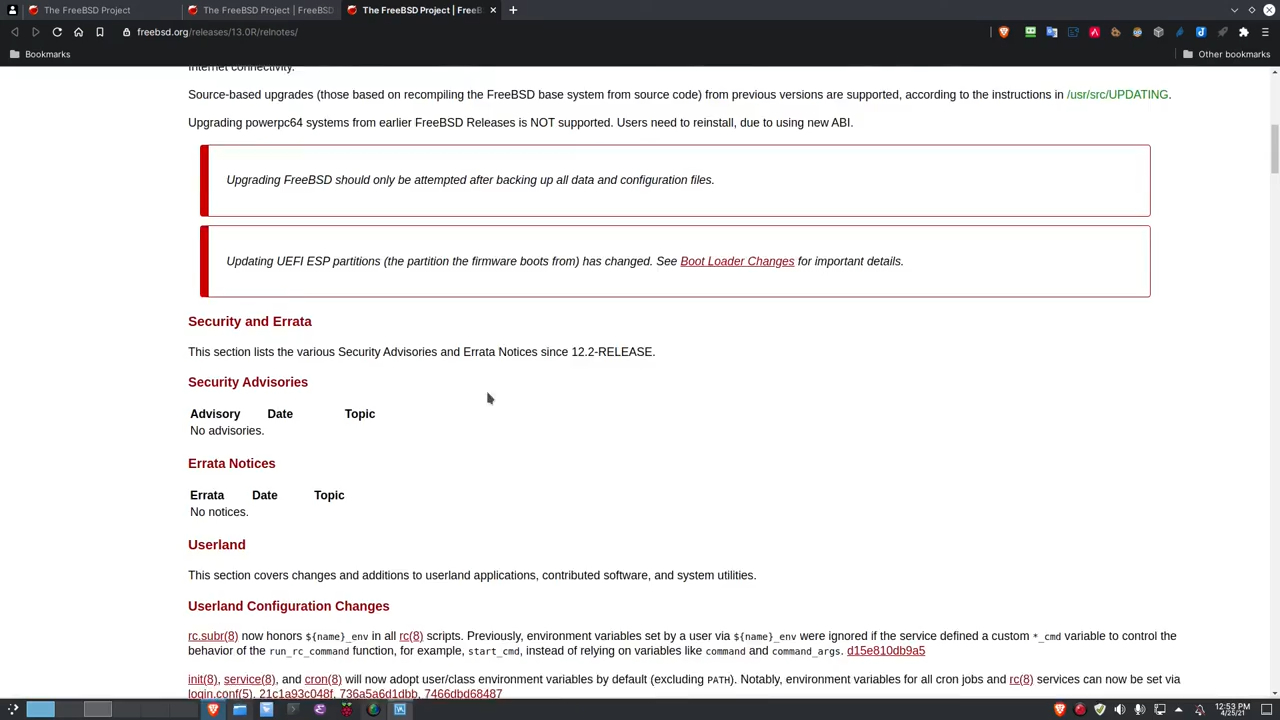 The FreeBSD Project
The FreeBSD Project | FreeBSD
The FreeBSD Project | FreeB
freebsd.org/releases/13.0R/relnotes/
Bookmarks
Other bookmarks
Internet connectivity.
Source-based upgrades (those based on recompiling the FreeBSD base system from source code) from previous versions are supported, according to the instructions in /usr/src/UPDATING.
Upgrading powerpc64 systems from earlier FreeBSD Releases is NOT supported. Users need to reinstall, due to using new ABI.
Upgrading FreeBSD should only be attempted after backing up all data and configuration files.
Updating UEFI ESP partitions (the partition the firmware boots from) has changed. See Boot Loader Changes for important details.
Security and Errata
This section lists the various Security Advisories and Errata Notices since 12.2-RELEASE.
Security Advisories
Advisory Date Topic
No advisories.
Errata Notices
Errata Date Topic
No notices.
Userland
This section covers changes and additions to userland applications, contributed software, and system utilities.
Userland Configuration Changes
rc.subr(8) now honors ${name}_env in all rc(8) scripts. Previously, environment variables set by a user via ${name}_env were ignored if the service defined a custom *_cmd variable to control the
behavior of the run_rc_command function, for example, start_cmd, instead of relying on variables like command and command_args. d15e810db9a5
init(8), service(8), and cron(8) will now adopt user/class environment variables by default (excluding PATH). Notably, environment variables for all cron jobs and rc(8) services can now be set via
login.conf(5). 21c1a93c048f, 736a5a6d1dbb, 7466dbd68487
12:53 PM
4/25/21